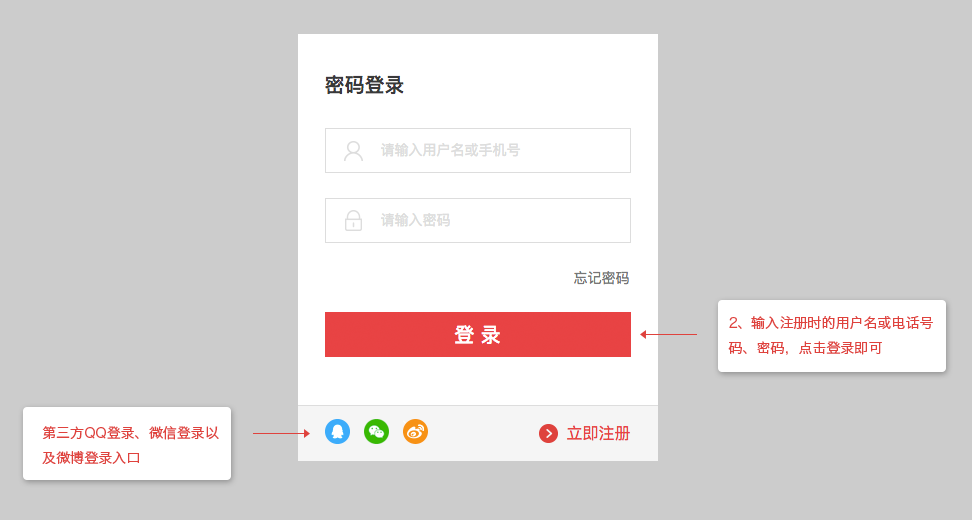 密码登录
请输入用户名或手机号
请输入密码
忘记密码
登录
2、输入注册时的用户名或电话号
码、密码，点击登录即可
第三方QQ登录、微信登录以
及微博登录入口
立即注册